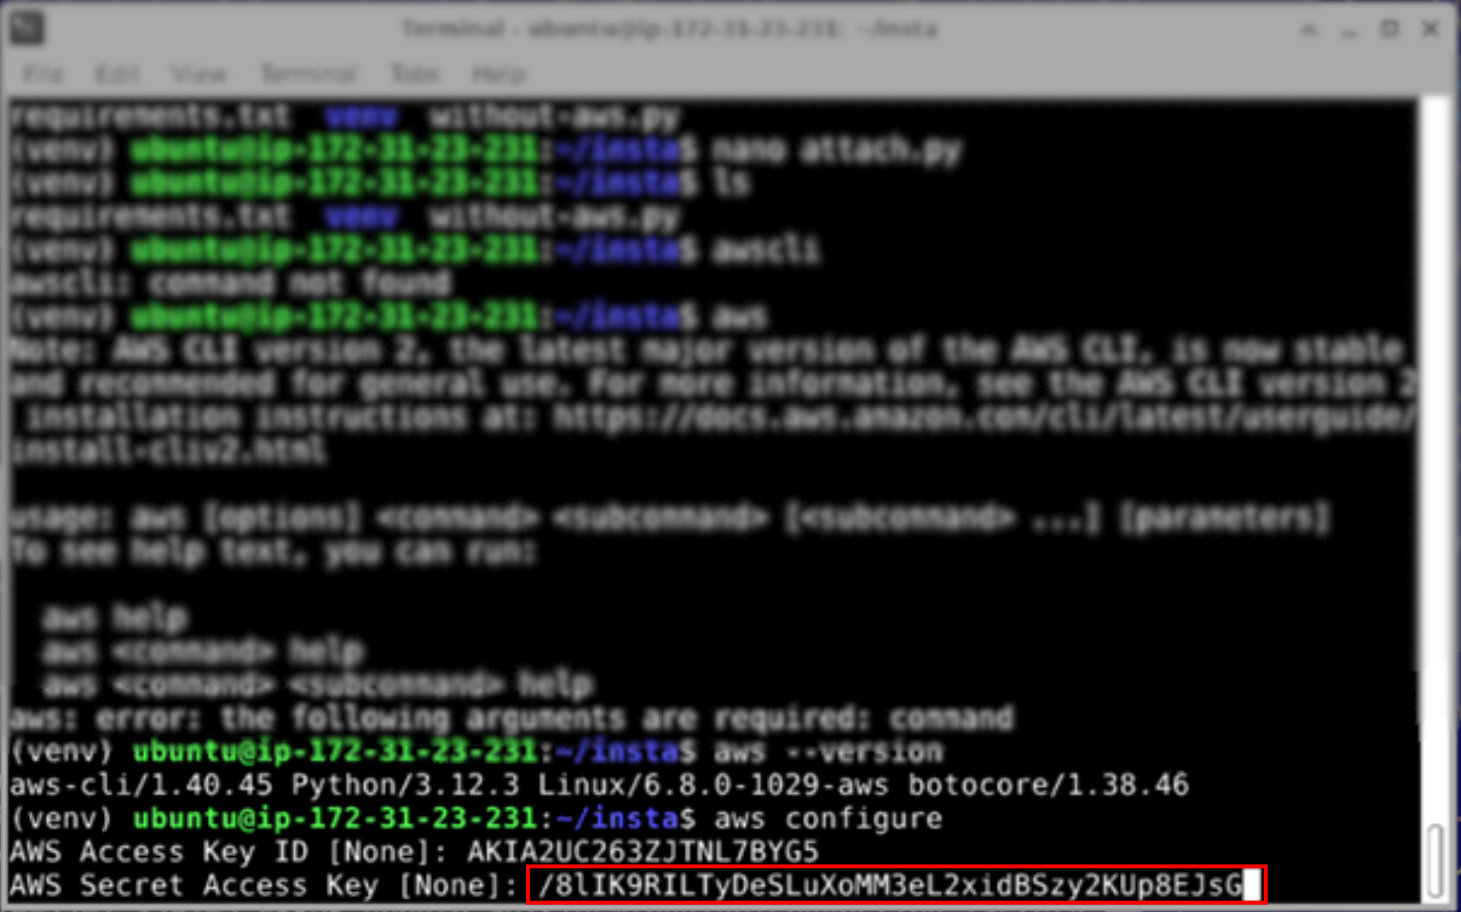 Terminal - ubuntu@ip-172-31-23-231: ~/insta
File Edit View Terminal Tabs Help
requirements.txt venv without-aws.py
(venv) ubuntu@ip-172-31-23-231:~/insta$ nano attach.py
(venv) ubuntu@ip-172-31-23-231:~/insta$ ls
requirements.txt venv without-aws.py
(venv) ubuntu@ip-172-31-23-231:~/insta$ awscli
awscli: command not found
(venv) ubuntu@ip-172-31-23-231:~/insta$ aws
Note: AWS CLI version 2, the latest major version of the AWS CLI, is now stable
and recommended for general use. For more information, see the AWS CLI version 2
installation instructions at: https://docs.aws.amazon.com/cli/latest/userguide/
install-cliv2.html
usage: aws [options] <command> <subcommand> [<subcommand> ...] [parameters]
To see help text, you can run:
aws help
aws <command> help
aws <command> <subcommand> help
aws: error: the following arguments are required: command
(venv) ubuntu@ip-172-31-23-231:~/insta$ aws --version
aws-cli/1.40.45 Python/3.12.3 Linux/6.8.0-1029-aws botocore/1.38.46
(venv) ubuntu@ip-172-31-23-231:~/insta$ aws configure
AWS Access Key ID [None]: AKIA2UC263ZJTNL7BYG5
AWS Secret Access Key [None]: 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